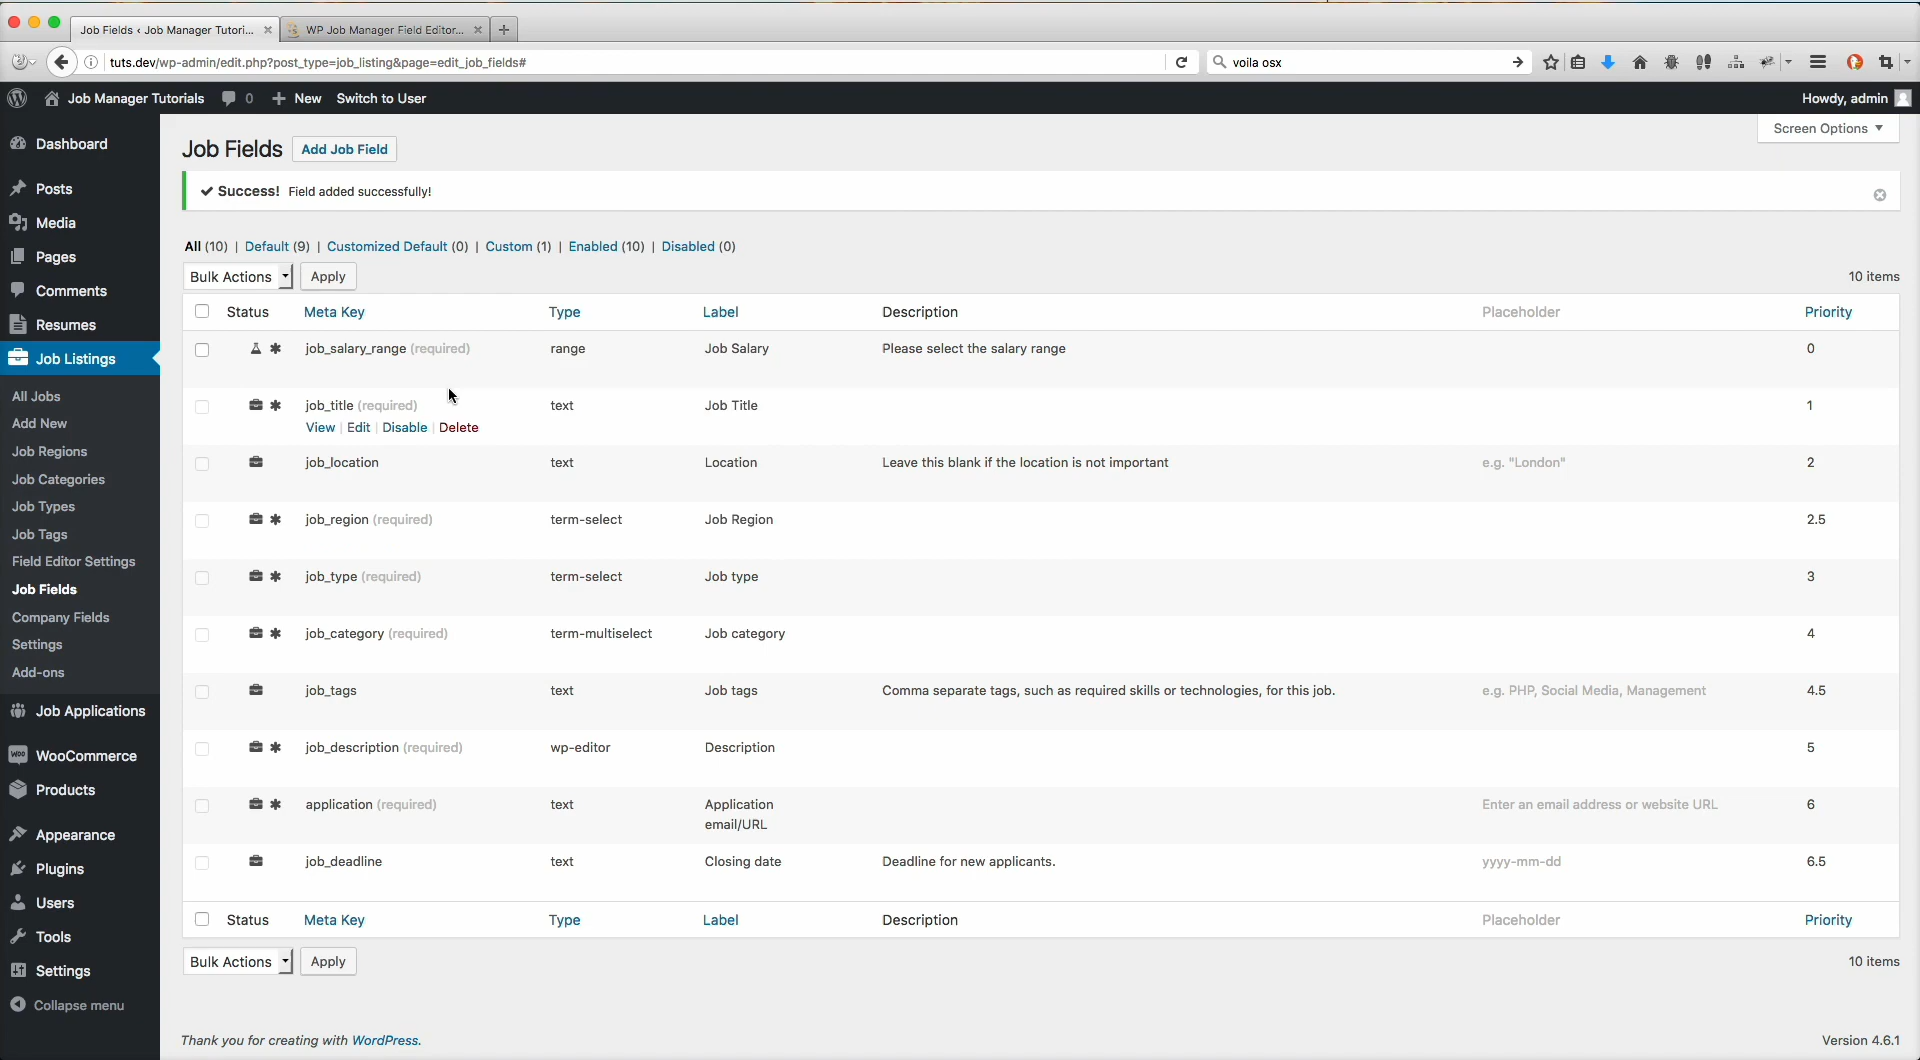 Job Fields ‹ Job Manager Tutori...
WP Job Manager Field Editor...
tuts.dev/wp-admin/edit.php?post_type=job_listing&page=edit_job_fields#
voila osx
Job Manager Tutorials 0 New Switch to User
Howdy, admin
Dashboard
Posts
Media
Pages
Comments
Resumes
Job Listings
All Jobs
Add New
Job Regions
Job Categories
Job Types
Job Tags
Field Editor Settings
Job Fields
Company Fields
Settings
Add-ons
Job Applications
WooCommerce
Products
Appearance
Plugins
Users
Tools
Settings
Collapse menu
Screen Options
Job Fields Add Job Field
Success! Field added successfully!
All (10) | Default (9) | Customized Default (0) | Custom (1) | Enabled (10) | Disabled (0)
Bulk Actions Apply 10 items
Status Meta Key Type Label Description Placeholder Priority
job_salary_range (required) range Job Salary Please select the salary range 0
job_title (required) text Job Title 1
View | Edit | Disable | Delete
job_location text Location Leave this blank if the location is not important e.g. "London" 2
job_region (required) term-select Job Region 2.5
job_type (required) term-select Job type 3
job_category (required) term-multiselect Job category 4
job_tags text Job tags Comma separate tags, such as required skills or technologies, for this job. e.g. PHP, Social Media, Management 4.5
job_description (required) wp-editor Description 5
application (required) text Application Enter an email address or website URL 6
email/URL
job_deadline text Closing date Deadline for new applicants. yyyy-mm-dd 6.5
Status Meta Key Type Label Description Placeholder Priority
Bulk Actions Apply 10 items
Thank you for creating with WordPress.
Version 4.6.1